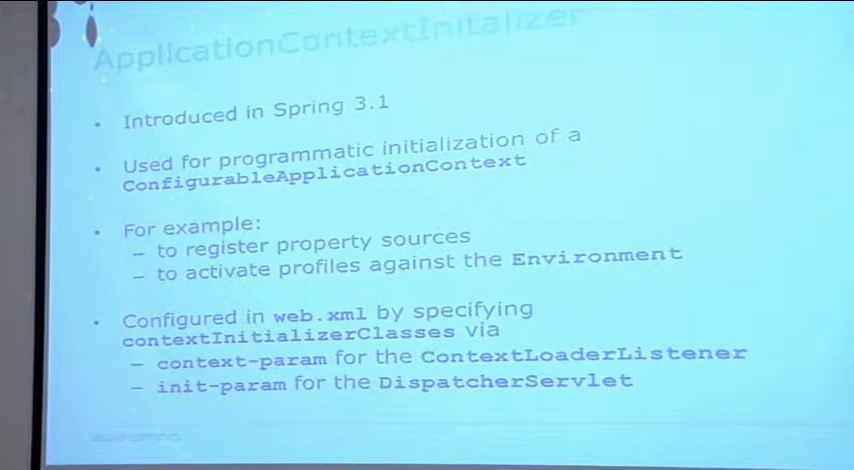 ApplicationContextInitalizer
• Introduced in Spring 3.1
• Used for programmatic initialization of a
ConfigurableApplicationContext
• For example:
– to register property sources
– to activate profiles against the Environment
• Configured in web.xml by specifying
contextInitializerClasses via
– context-param for the ContextLoaderListener
– init-param for the DispatcherServlet